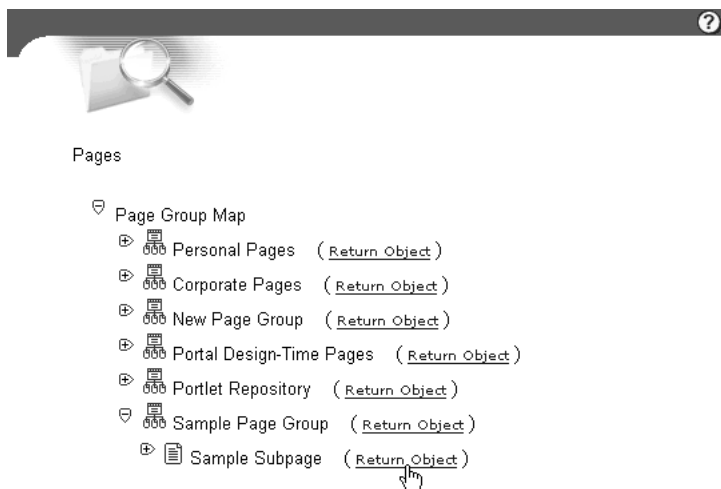 ?
Pages
Page Group Map
Personal Pages (Return Object)
Corporate Pages (Return Object)
New Page Group (Return Object)
Portal Design-Time Pages (Return Object)
Portlet Repository (Return Object)
Sample Page Group (Return Object)
Sample Subpage (Return Object)